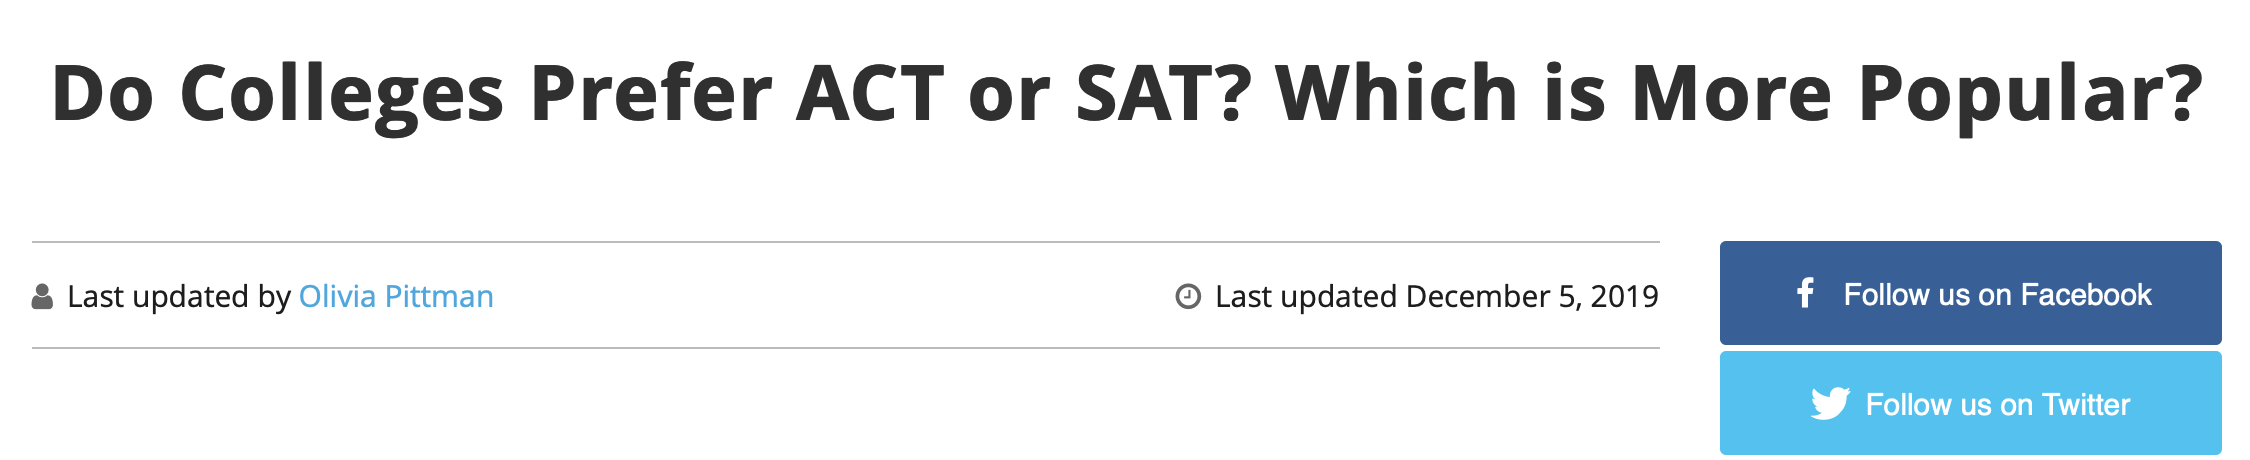 Do Colleges Prefer ACT or SAT? Which is More Popular?
Last updated by Olivia Pittman
Last updated December 5, 2019
Follow us on Facebook
Follow us on Twitter